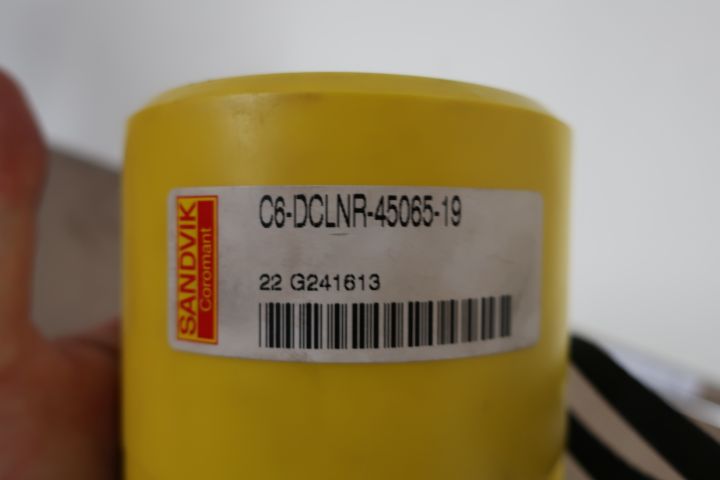 SANDVIK
Coromant
C6-DCLNR-45065-19
22 G241613